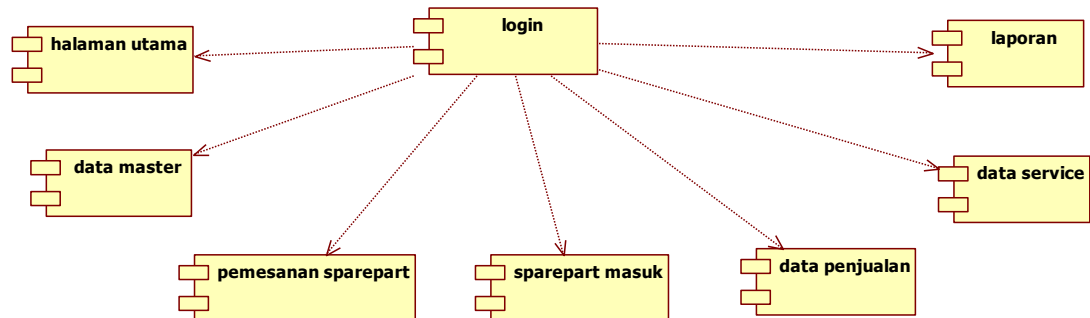 login
halaman utama
laporan
data master
data service
pemesanan sparepart
sparepart masuk
data penjualan